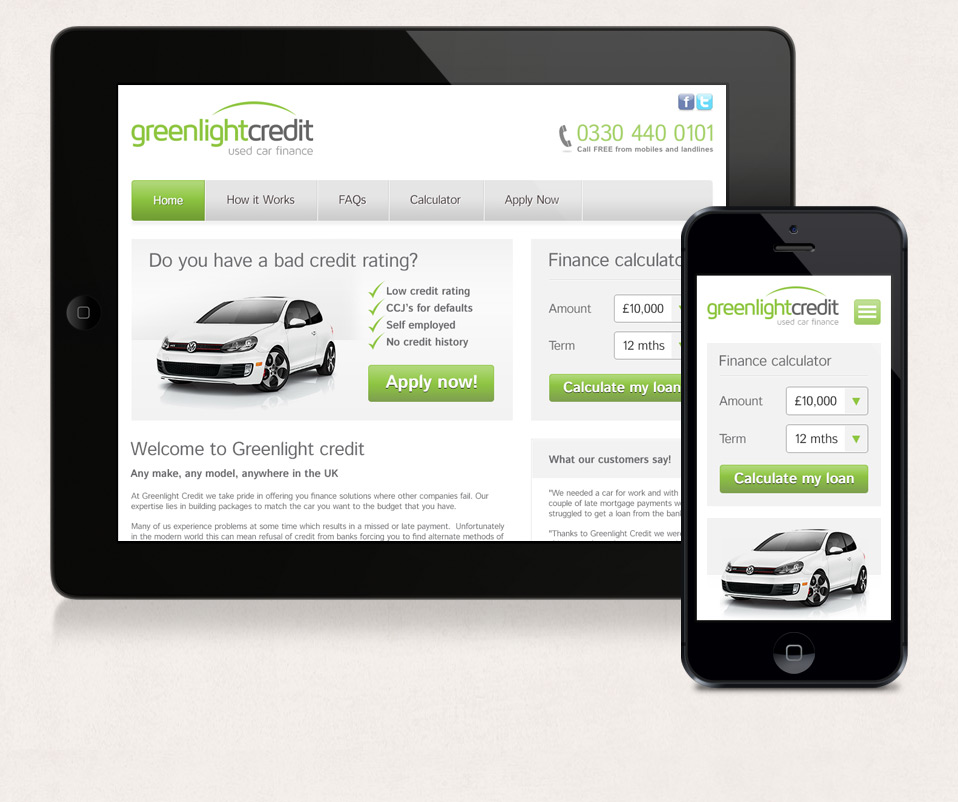 greenlightcredit
used car finance
f t
0330 440 0101
Call FREE from mobiles and landlines
Home How it Works FAQs Calculator Apply Now
Do you have a bad credit rating?
Low credit rating
CCJ's for defaults
Self employed
No credit history
Apply now!
Finance calculato
Amount £10,000
Term 12 mths
Calculate my loan
Welcome to Greenlight credit
Any make, any model, anywhere in the UK
At Greenlight Credit we take pride in offering you finance solutions where other companies fail. Our
expertise lies in building packages to match the car you want to the budget that you have.
Many of us experience problems at some time which results in a missed or late payment. Unfortunately
in the modern world this can mean refusal of credit from banks forcing you to find alternate methods of
What our customers say!
"We needed a car for work and with
couple of late mortgage payments w
struggled to get a loan from the bank
"Thanks to Greenlight Credit we were
greenlightcredit
used car finance
Finance calculator
Amount £10,000
Term 12 mths
Calculate my loan